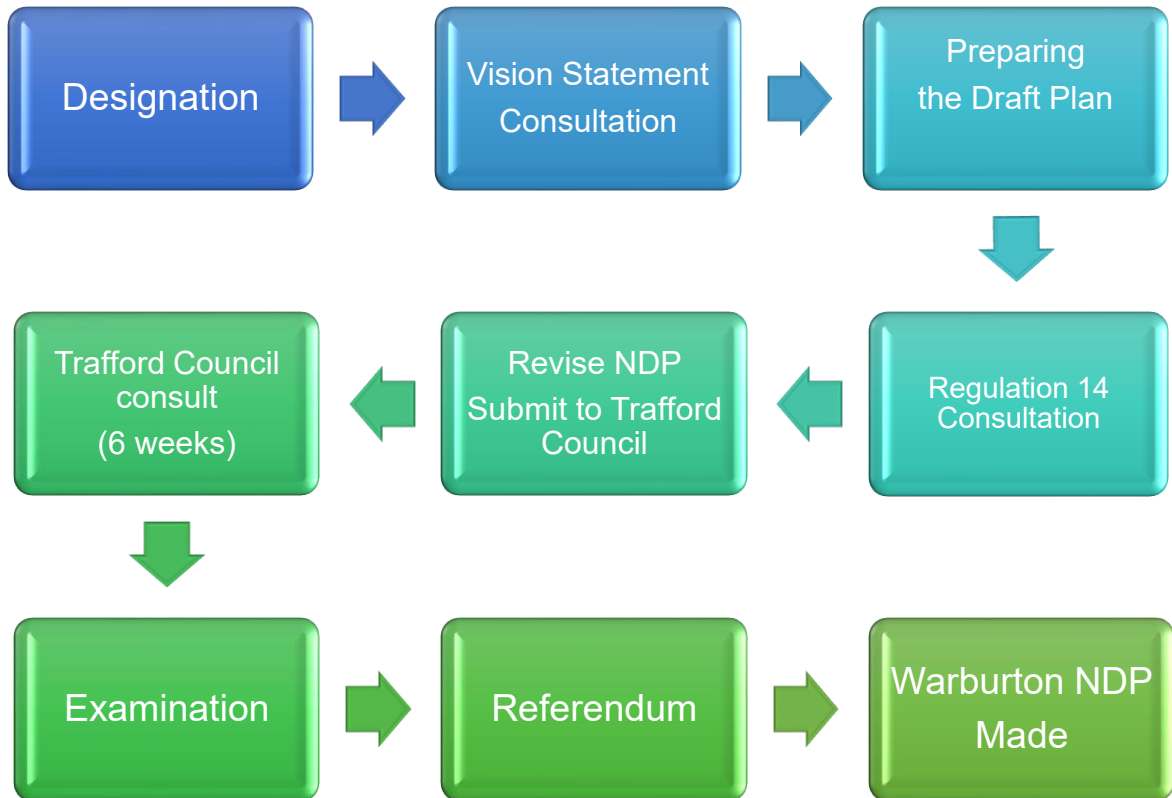 Designation
Vision Statement
Consultation
Preparing
the Draft Plan
Regulation 14
Consultation
Revise NDP
Submit to Trafford
Council
Trafford Council
consult
(6 weeks)
Examination
Referendum
Warburton NDP
Made